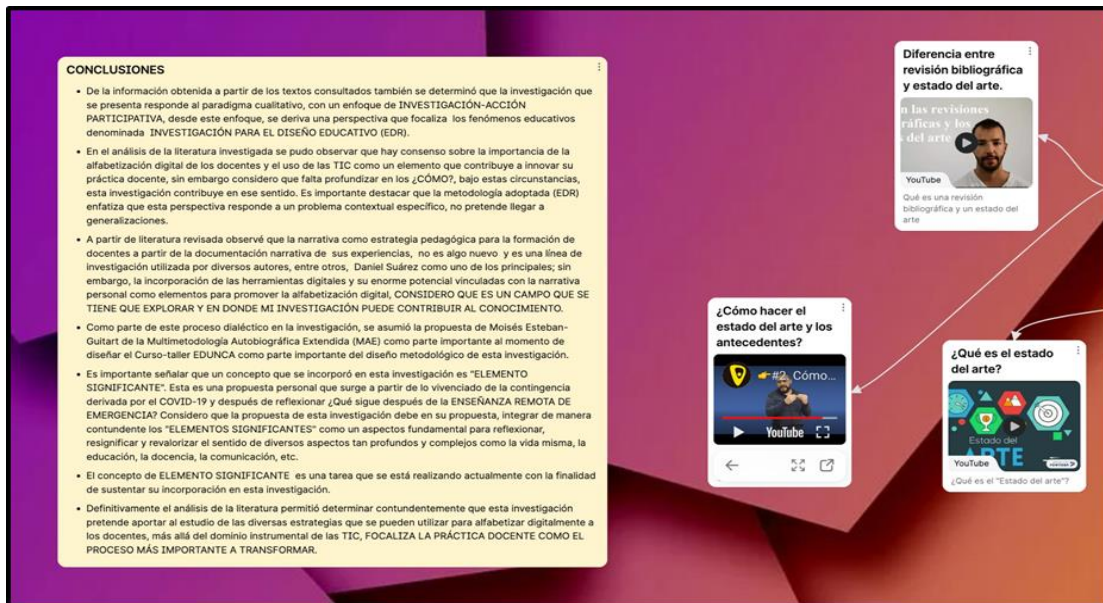 CONCLUSIONES
• De la información obtenida a partir de los textos consultados también se determinó que la investigación que
se presenta responde al paradigma cualitativo, con un enfoque de INVESTIGACIÓN-ACCIÓN
PARTICIPATIVA, desde este enfoque, se deriva una perspectiva que focaliza los fenómenos educativos
denominada INVESTIGACIÓN PARA EL DISEÑO EDUCATIVO (EDR).
• En el análisis de la literatura investigada se pudo observar que hay consenso sobre la importancia de la
alfabetización digital de los docentes y el uso de las TIC como un elemento que contribuye a innovar su
práctica docente, sin embargo considero que falta profundizar en los ¿CÓMO?, bajo estas circunstancias,
esta investigación contribuye en ese sentido. Es importante destacar que la metodología adoptada (EDR)
enfatiza que esta perspectiva responde a un problema contextual específico, no pretende llegar a
generalizaciones.
• A partir de literatura revisada observé que la narrativa como estrategia pedagógica para la formación de
docentes a partir de la documentación narrativa de sus experiencias, no es algo nuevo y es una línea de
investigación utilizada por diversos autores, entre otros, Daniel Suárez como uno de los principales; sin
embargo, la incorporación de las herramientas digitales y su enorme potencial vinculadas con la narrativa
personal como elementos para promover la alfabetización digital, CONSIDERO QUE ES UN CAMPO QUE SE
TIENE QUE EXPLORAR Y EN DONDE MI INVESTIGACIÓN PUEDE CONTRIBUIR AL CONOCIMIENTO.
• Como parte de este proceso dialéctico en la investigación, se asumió la propuesta de Moisés Esteban-
Guitart de la Multimetodología Autobiográfica Extendida (MAE) como parte importante al momento de
diseñar el Curso-taller EDUNCA como parte importante del diseño metodológico de esta investigación.
• Es importante señalar que un concepto que se incorporó en esta investigación es "ELEMENTO
SIGNIFICANTE". Esta es una propuesta personal que surge a partir de lo vivenciado de la contingencia
derivada por el COVID-19 y después de reflexionar ¿Qué sigue después de la ENSEÑANZA REMOTA DE
EMERGENCIA? Considero que la propuesta de esta investigación debe en su propuesta, integrar de manera
contundente los "ELEMENTOS SIGNIFICANTES" como un aspectos fundamental para reflexionar,
resignificar y revalorizar el sentido de diversos aspectos tan profundos y complejos como la vida misma, la
educación, la docencia, la comunicación, etc.
• El concepto de ELEMENTO SIGNIFICANTE es una tarea que se está realizando actualmente con la finalidad
de sustentar su incorporación en esta investigación.
• Definitivamente el análisis de la literatura permitió determinar contundentemente que esta investigación
pretende aportar al estudio de las diversas estrategias que se pueden utilizar para alfabetizar digitalmente a
los docentes, más allá del dominio instrumental de las TIC, FOCALIZA LA PRÁCTICA DOCENTE COMO EL
PROCESO MÁS IMPORTANTE A TRANSFORMAR.
Diferencia entre
revisión bibliográfica
y estado del arte.
n las revisiones
ráficas y los
s del arte
YouTube
Qué es una revisión
bibliográfica y un estado del
arte
¿Cómo hacer el
estado del arte y los
antecedentes?
#2 Cómo...
YouTube
¿Qué es el estado
del arte?
Estado del
ARTE
YouTube
¿Qué es el "Estado del arte"?